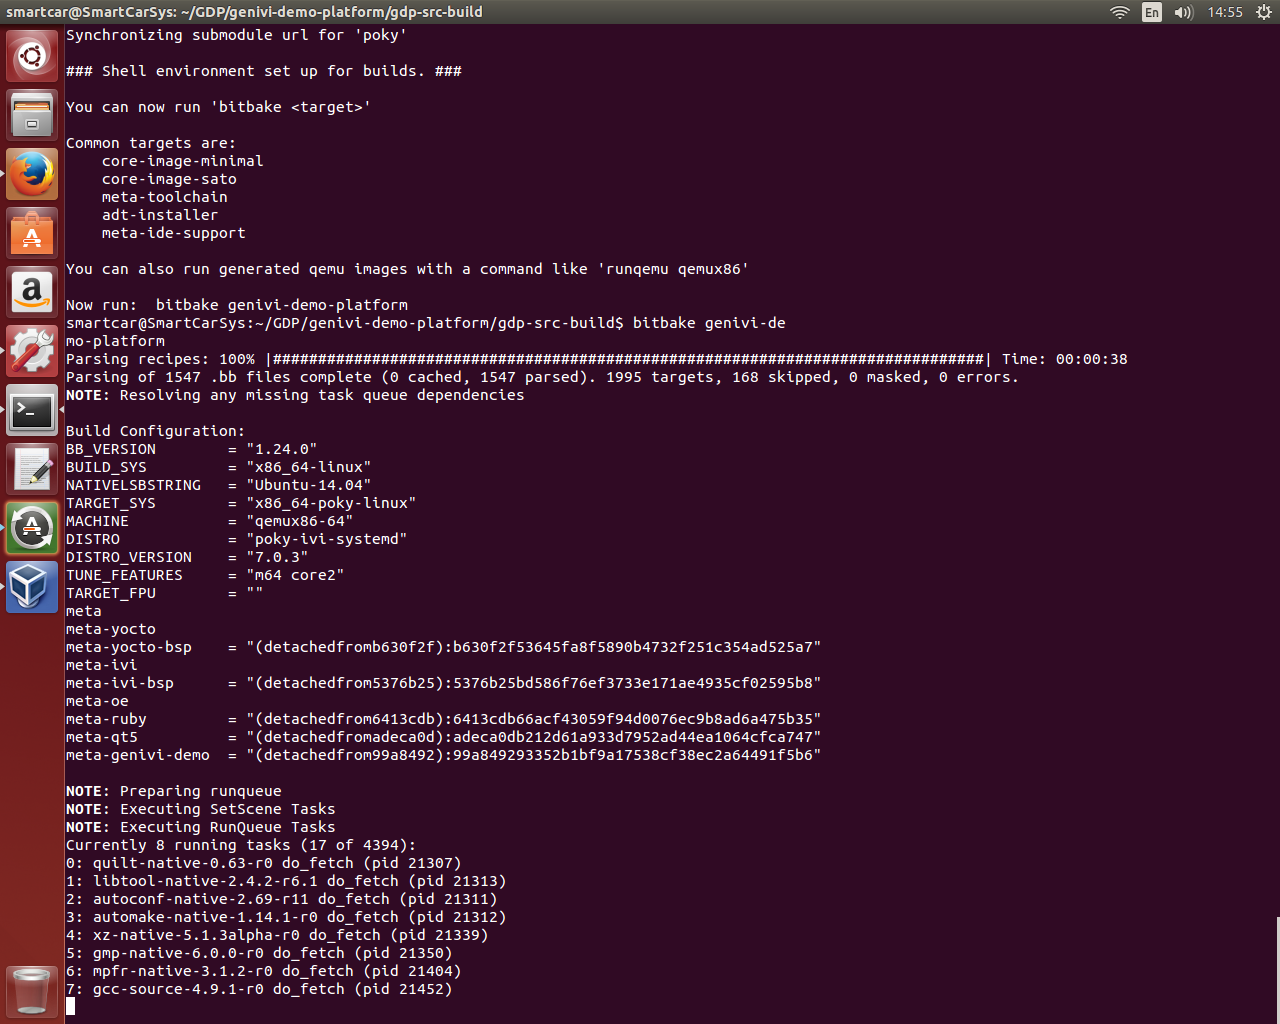 smartcar@SmartCarSys: ~/GDP/genivi-demo-platform/gdp-src-build
En
14:55
Synchronizing submodule url for 'poky'
### Shell environment set up for builds. ###
You can now run 'bitbake <target>'
Common targets are:
core-image-minimal
core-image-sato
meta-toolchain
adt-installer
meta-ide-support
You can also run generated qemu images with a command like 'runqemu qemux86'
Now run:  bitbake genivi-demo-platform
smartcar@SmartCarSys:~/GDP/genivi-demo-platform/gdp-src-build$ bitbake genivi-de
mo-platform
Parsing recipes: 100% |###############################################################################| Time: 00:00:38
Parsing of 1547 .bb files complete (0 cached, 1547 parsed). 1995 targets, 168 skipped, 0 masked, 0 errors.
NOTE: Resolving any missing task queue dependencies
Build Configuration:
BB_VERSION        = "1.24.0"
BUILD_SYS         = "x86_64-linux"
NATIVELSBSTRING   = "Ubuntu-14.04"
TARGET_SYS        = "x86_64-poky-linux"
MACHINE           = "qemux86-64"
DISTRO            = "poky-ivi-systemd"
DISTRO_VERSION    = "7.0.3"
TUNE_FEATURES     = "m64 core2"
TARGET_FPU        = ""
meta
meta-yocto
meta-yocto-bsp    = "(detachedfromb630f2f):b630f2f53645fa8f5890b4732f251c354ad525a7"
meta-ivi
meta-ivi-bsp      = "(detachedfrom5376b25):5376b25bd586f76ef3733e171ae4935cf02595b8"
meta-oe
meta-ruby         = "(detachedfrom6413cdb):6413cdb66acf43059f94d0076ec9b8ad6a475b35"
meta-qt5          = "(detachedfromadeca0d):adeca0db212d61a933d7952ad44ea1064cfca747"
meta-genivi-demo  = "(detachedfrom99a8492):99a849293352b1bf9a17538cf38ec2a64491f5b6"
NOTE: Preparing runqueue
NOTE: Executing SetScene Tasks
NOTE: Executing RunQueue Tasks
Currently 8 running tasks (17 of 4394):
0: quilt-native-0.63-r0 do_fetch (pid 21307)
1: libtool-native-2.4.2-r6.1 do_fetch (pid 21313)
2: autoconf-native-2.69-r11 do_fetch (pid 21311)
3: automake-native-1.14.1-r0 do_fetch (pid 21312)
4: xz-native-5.1.3alpha-r0 do_fetch (pid 21339)
5: gmp-native-6.0.0-r0 do_fetch (pid 21350)
6: mpfr-native-3.1.2-r0 do_fetch (pid 21404)
7: gcc-source-4.9.1-r0 do_fetch (pid 21452)